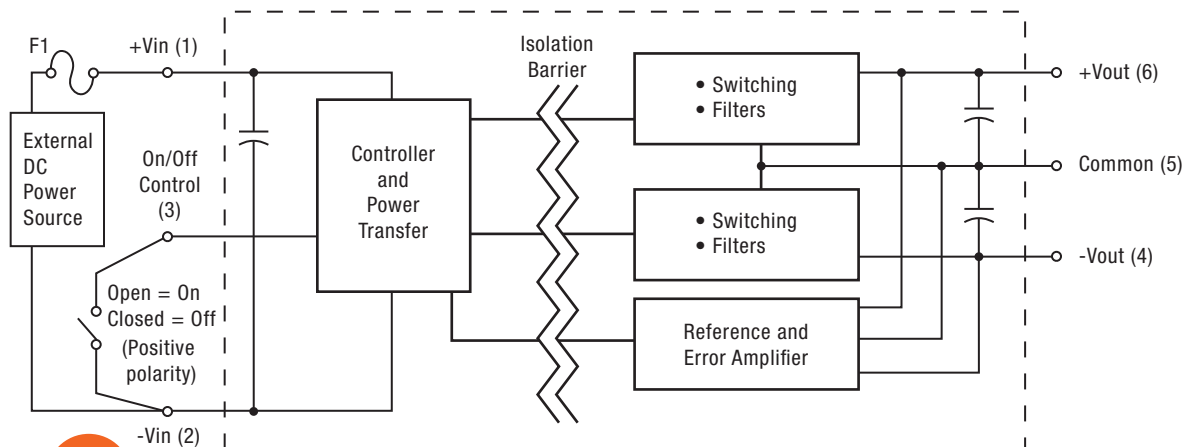 F1
+Vin (1)
External
DC
Power
Source
On/Off
Control
(3)
Open = On
Closed = Off
(Positive
polarity)
-Vin (2)
Controller
and
Power
Transfer
Isolation
Barrier
• Switching
• Filters
• Switching
• Filters
Reference and
Error Amplifier
+Vout (6)
Common (5)
-Vout (4)